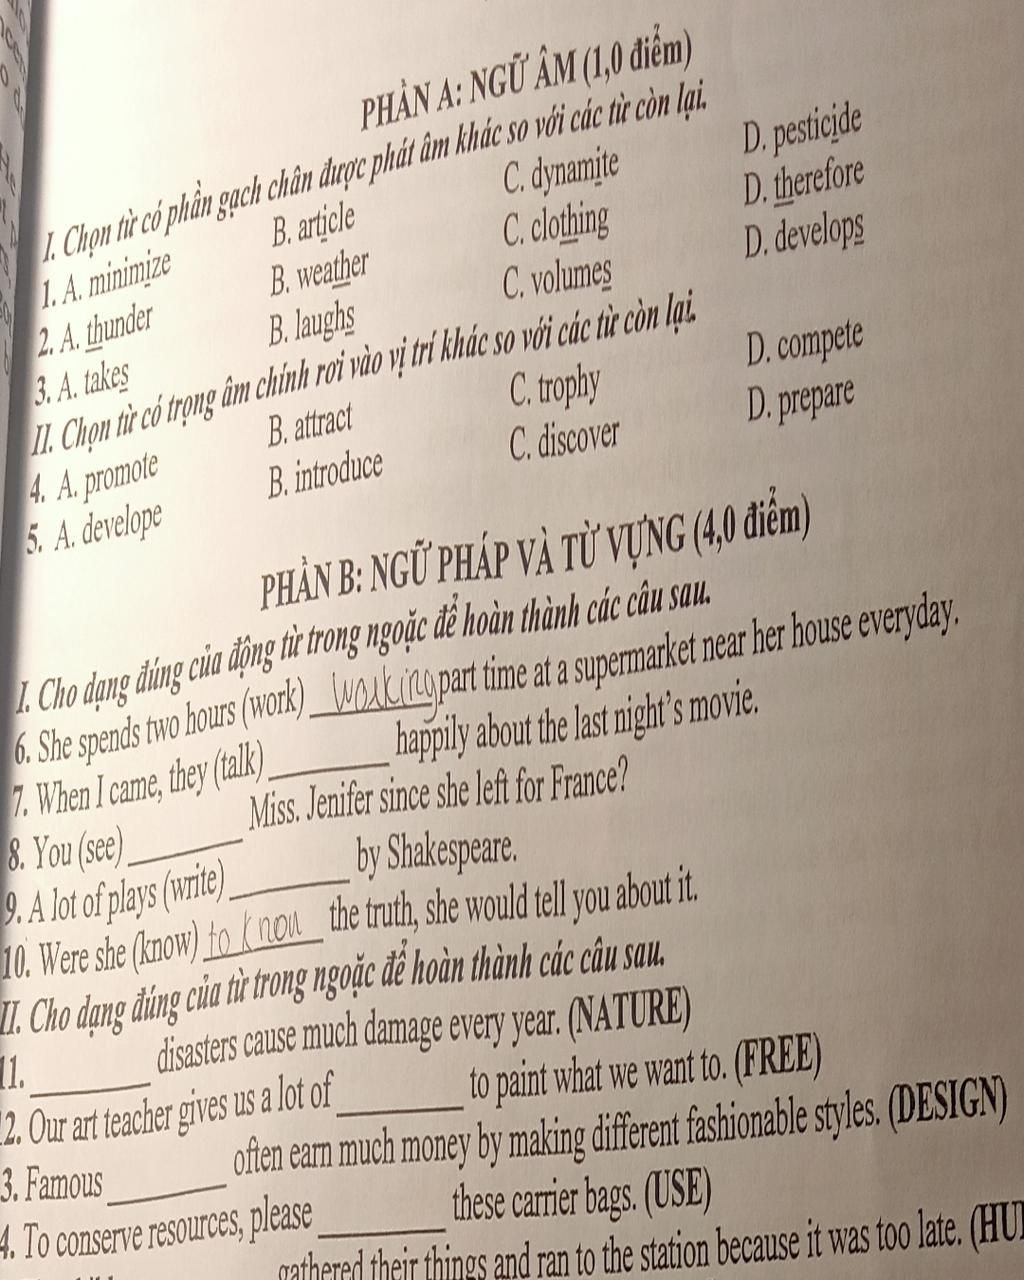 PHẦN A: NGỮ ÂM (1,0 điểm)
I. Chọn từ có phần gạch chân được phát âm khác so với các từ còn lại.
1. A. minimize B. article C. dynamite D. pesticide
2. A. thunder B. weather C. clothing D. therefore
3. A. takes B. laughs C. volumes D. develops
II. Chọn từ có trọng âm chính rơi vào vị trí khác so với các từ còn lại.
4. A. promote B. attract C. trophy D. compete
5. A. develope B. introduce C. discover D. prepare
PHẦN B: NGỮ PHÁP VÀ TỪ VỰNG (4,0 điểm)
I. Cho dạng đúng của động từ trong ngoặc để hoàn thành các câu sau.
6. She spends two hours (work) working part time at a supermarket near her house everyday.
7. When I came, they (talk) __________ happily about the last night's movie.
8. You (see) __________ Miss. Jenifer since she left for France?
9. A lot of plays (write) __________ by Shakespeare.
10. Were she (know) to know the truth, she would tell you about it.
II. Cho dạng đúng của từ trong ngoặc để hoàn thành các câu sau.
11. __________ disasters cause much damage every year. (NATURE)
2. Our art teacher gives us a lot of __________ to paint what we want to. (FREE)
3. Famous __________ often earn much money by making different fashionable styles. (DESIGN)
4. To conserve resources, please __________ these carrier bags. (USE)
gathered their things and ran to the station because it was too late. (HU